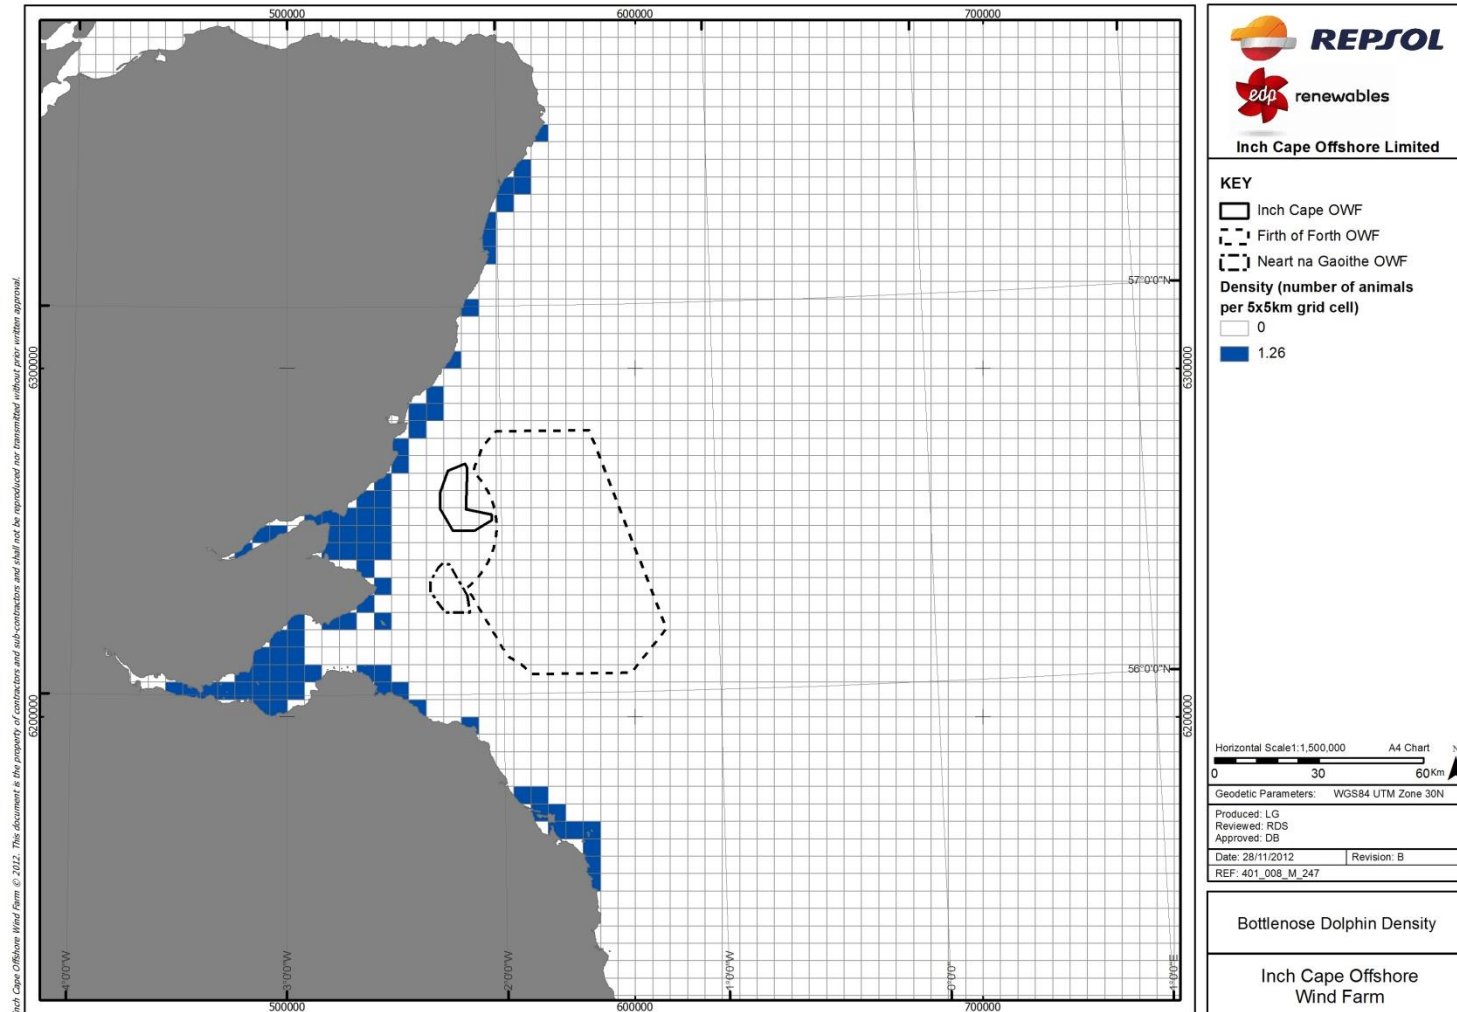 500000
600000
700000
6300000
6200000
57°0'0"N
56°0'0"N
6300000
6200000
4°0'0"W
3°0'0"W
2°0'0"W
1°0'0"W
0°0'0"
1°0'0"E
500000
600000
700000
Inch Cape Offshore Wind Farm © 2012. This document is the property of contractors and sub-contractors and shall not be reproduced nor transmitted without prior written approval.
REPSOL
edp renewables
Inch Cape Offshore Limited
KEY
Inch Cape OWF
Firth of Forth OWF
Neart na Gaoithe OWF
Density (number of animals
per 5x5km grid cell)
0
1.26
Horizontal Scale1:1,500,000 A4 Chart
N
0 30 60 Km
Geodetic Parameters: WGS84 UTM Zone 30N
Produced: LG
Reviewed: RDS
Approved: DB
Date: 28/11/2012 Revision: B
REF: 401_008_M_247
Bottlenose Dolphin Density
Inch Cape Offshore
Wind Farm